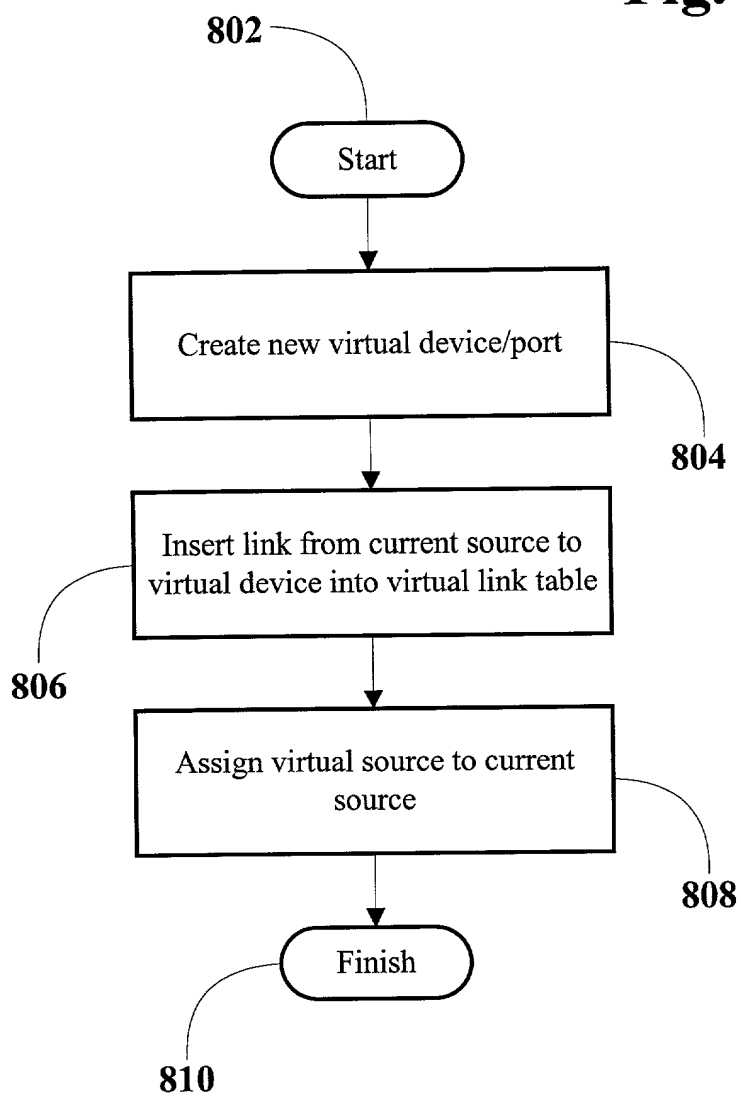 Fig.
802
Start
Create new virtual device/port
804
Insert link from current source to
virtual device into virtual link table
806
Assign virtual source to current
source
808
Finish
810